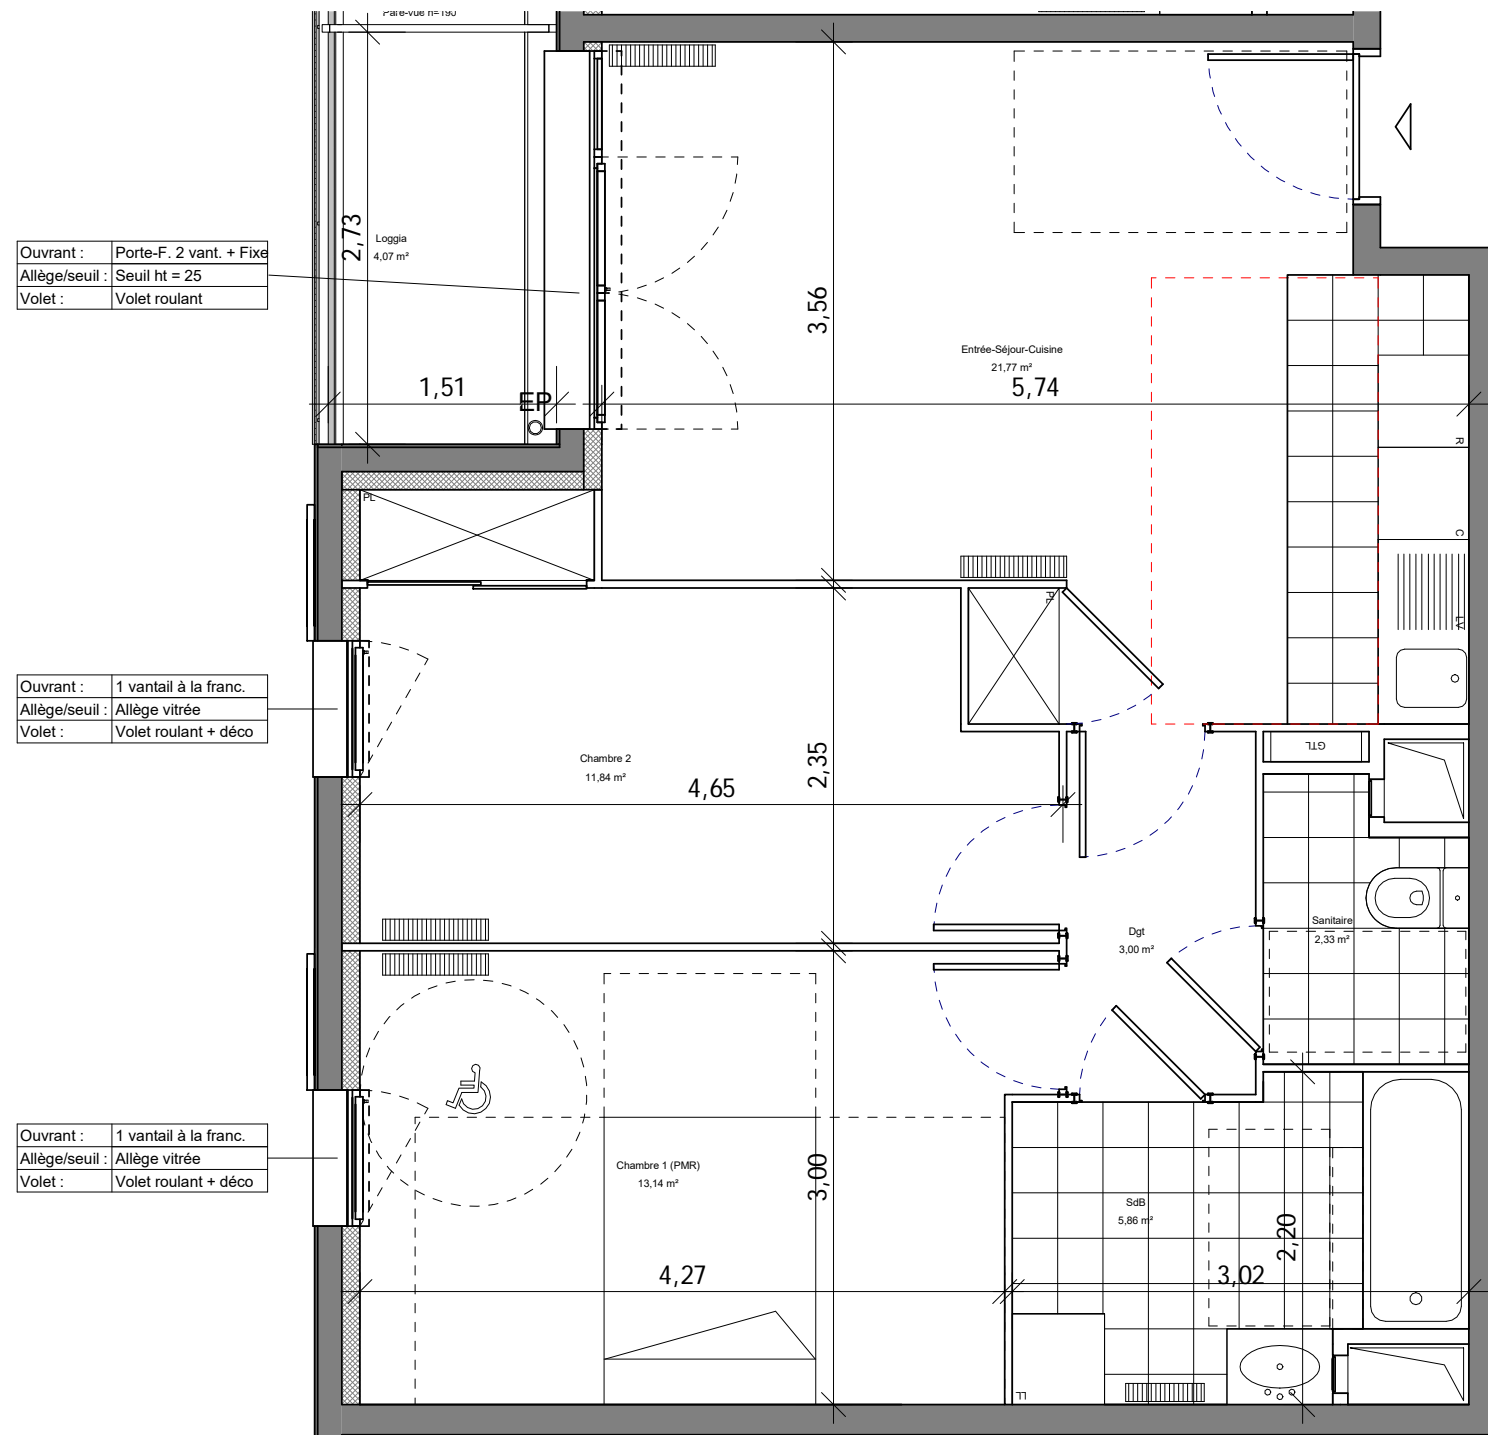 Pare-vue h=190
2,73
Loggia
4,07 m²
Ouvrant : Porte-F. 2 vant. + Fixe
Allège/seuil : Seuil ht = 25
Volet : Volet roulant
3,56
Entrée-Séjour-Cuisine
21,77 m²
1,51
EP
5,74
R
PL
C
PL
LV
Ouvrant : 1 vantail à la franc.
Allège/seuil : Allège vitrée
Volet : Volet roulant + déco
GTL
Chambre 2
11,84 m²
4,65
2,35
Sanitaire
2,33 m²
Dgt
3,00 m²
Ouvrant : 1 vantail à la franc.
Allège/seuil : Allège vitrée
Volet : Volet roulant + déco
Chambre 1 (PMR)
13,14 m²
3,00
SdB
5,86 m²
2,20
4,27
3,02
LL